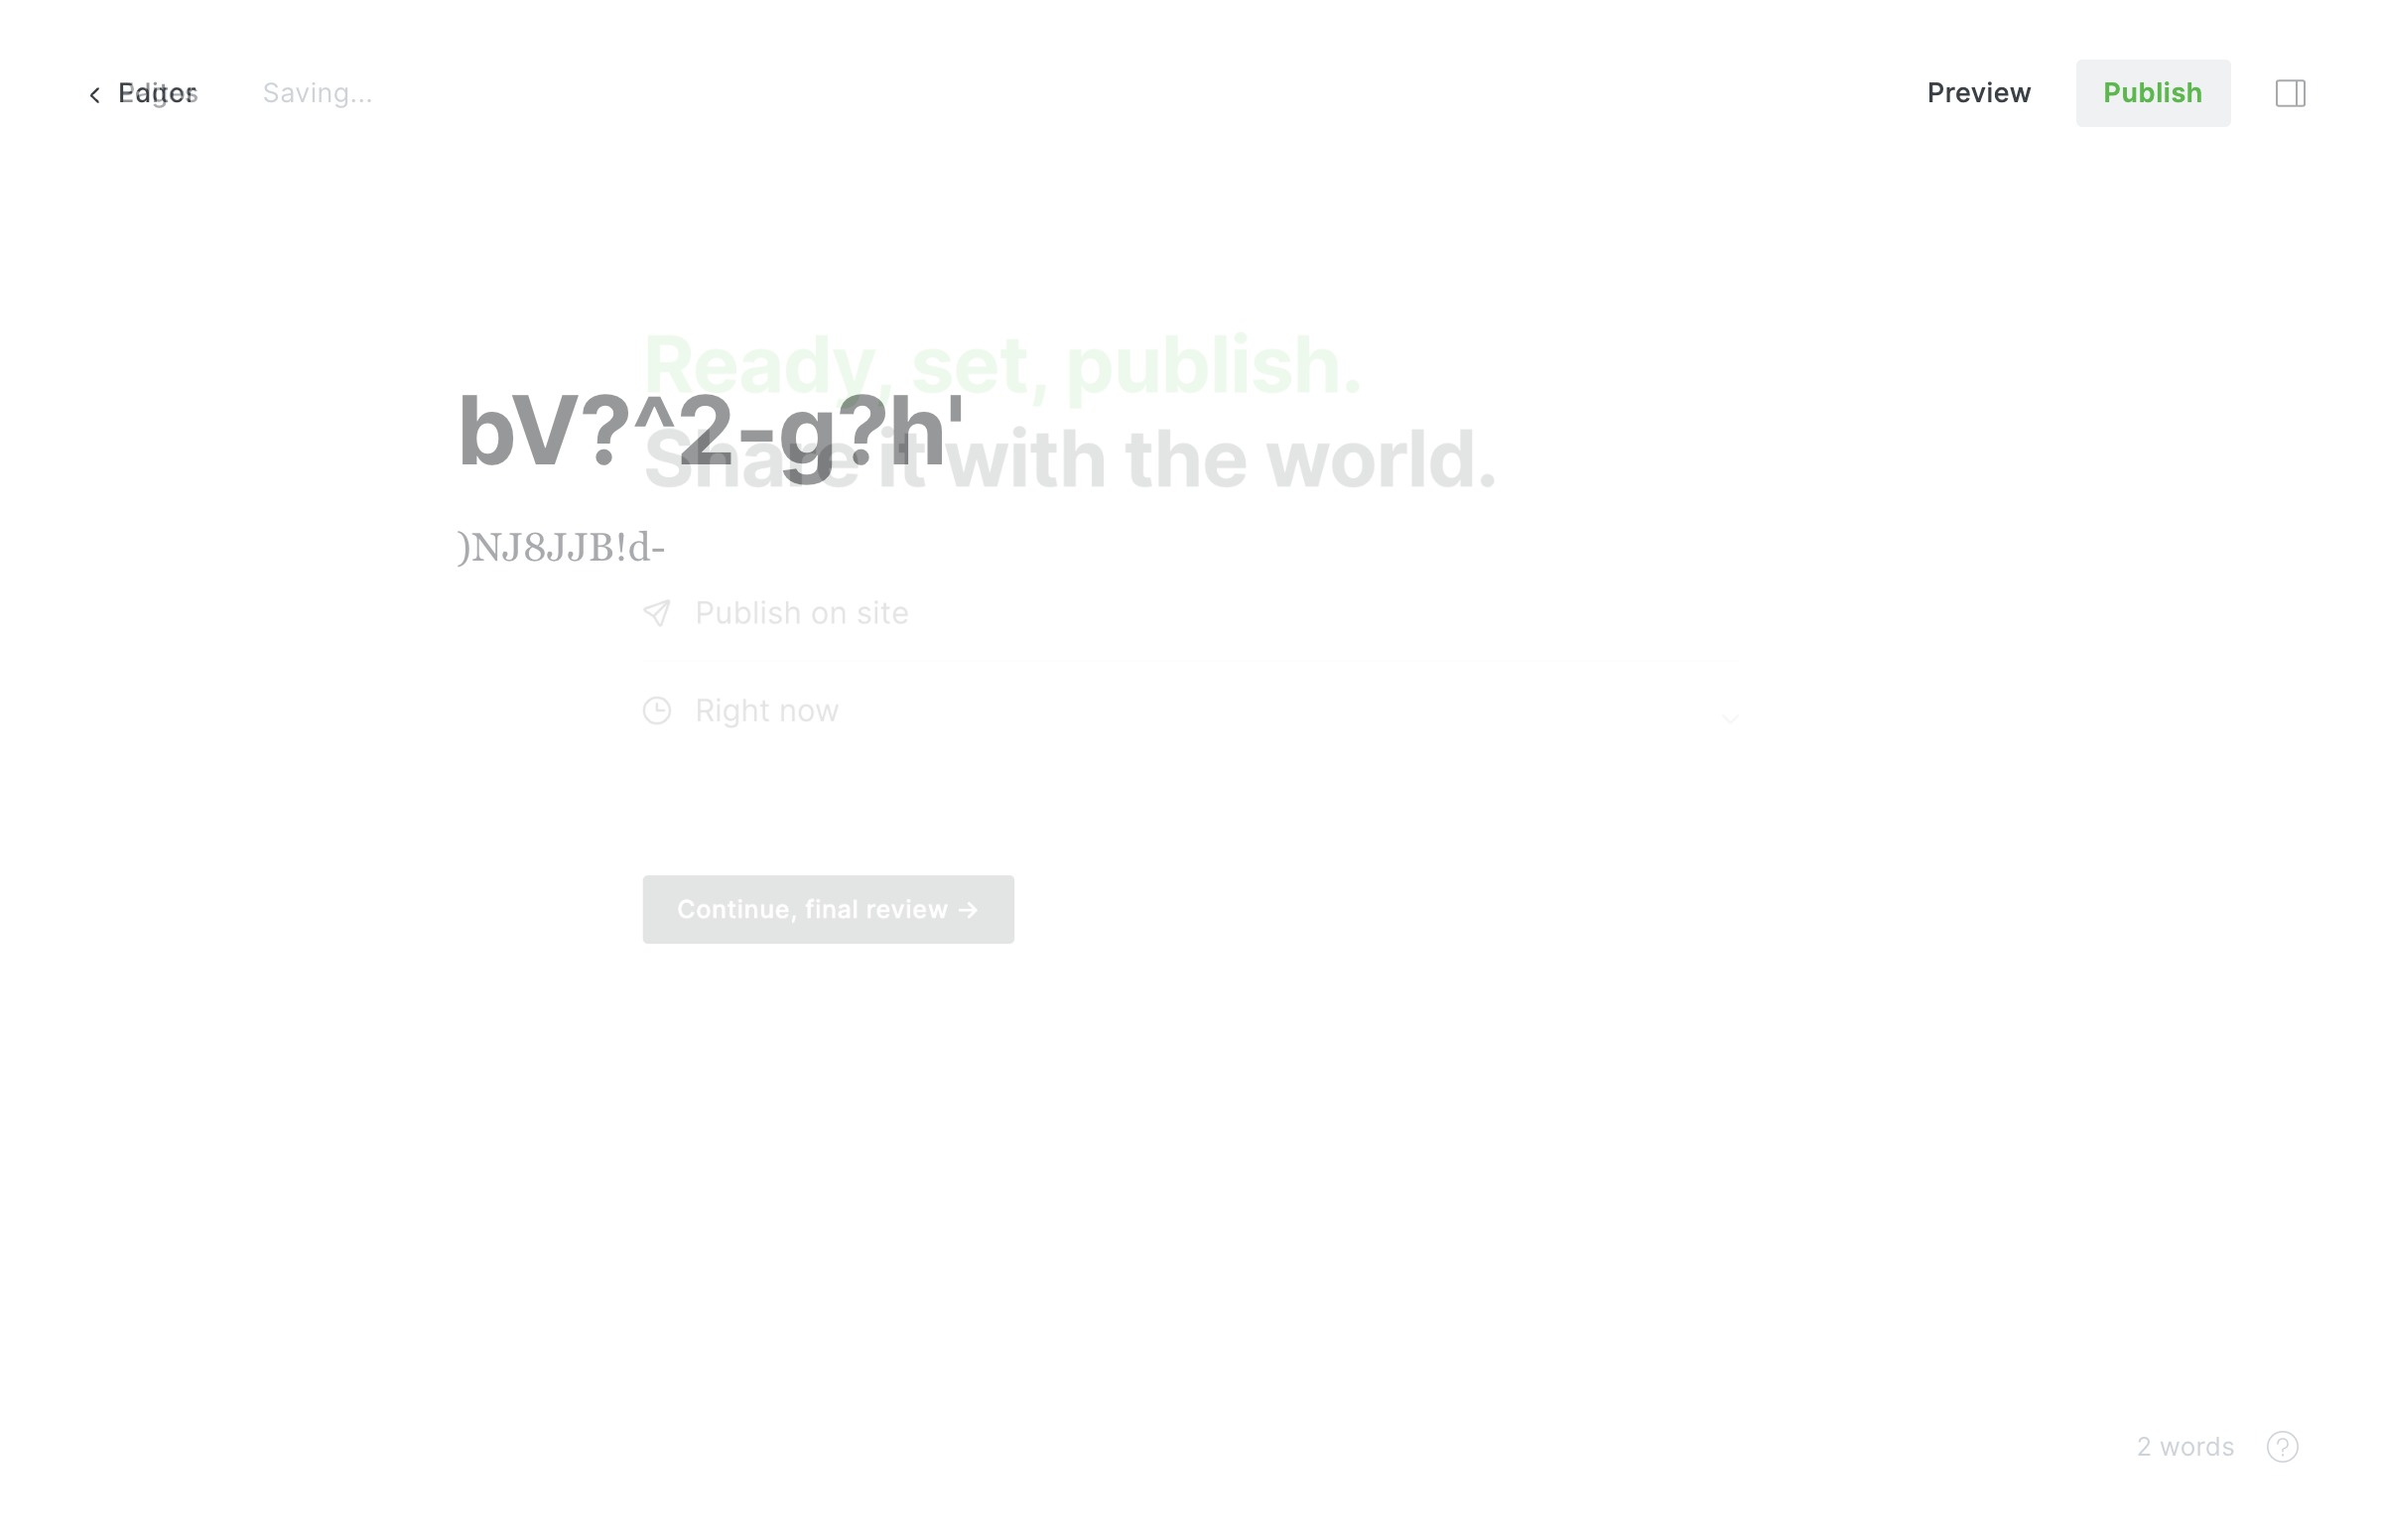 Editor
Pages
Saving...
Preview
Publish
Ready, set, publish.
bV?^2-g?h'
Share it with the world.
)NJ8JJB!d-
Publish on site
Right now
Continue, final review →
2 words
?